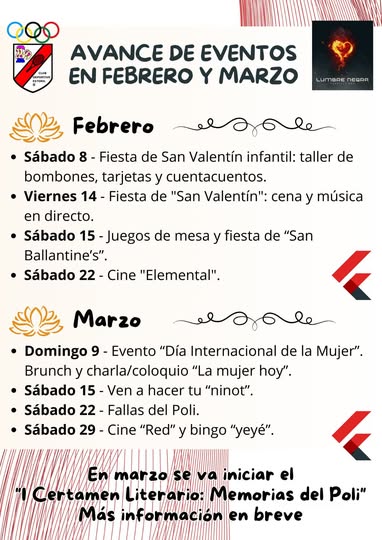 AVANCE DE EVENTOS
EN FEBRERO Y MARZO
LUMBRE NEGRA
Febrero
• Sábado 8 - Fiesta de San Valentín infantil: taller de
bombones, tarjetas y cuentacuentos.
• Viernes 14 - Fiesta de "San Valentín": cena y música
en directo.
• Sábado 15 - Juegos de mesa y fiesta de “San
Ballantine’s”.
• Sábado 22 - Cine "Elemental".
Marzo
• Domingo 9 - Evento “Día Internacional de la Mujer”.
Brunch y charla/coloquio “La mujer hoy”.
• Sábado 15 - Ven a hacer tu “ninot”.
• Sábado 22 - Fallas del Poli.
• Sábado 29 - Cine “Red” y bingo “yeyé”.
En marzo se va iniciar el
"I Certamen Literario: Memorias del Poli"
Más información en breve